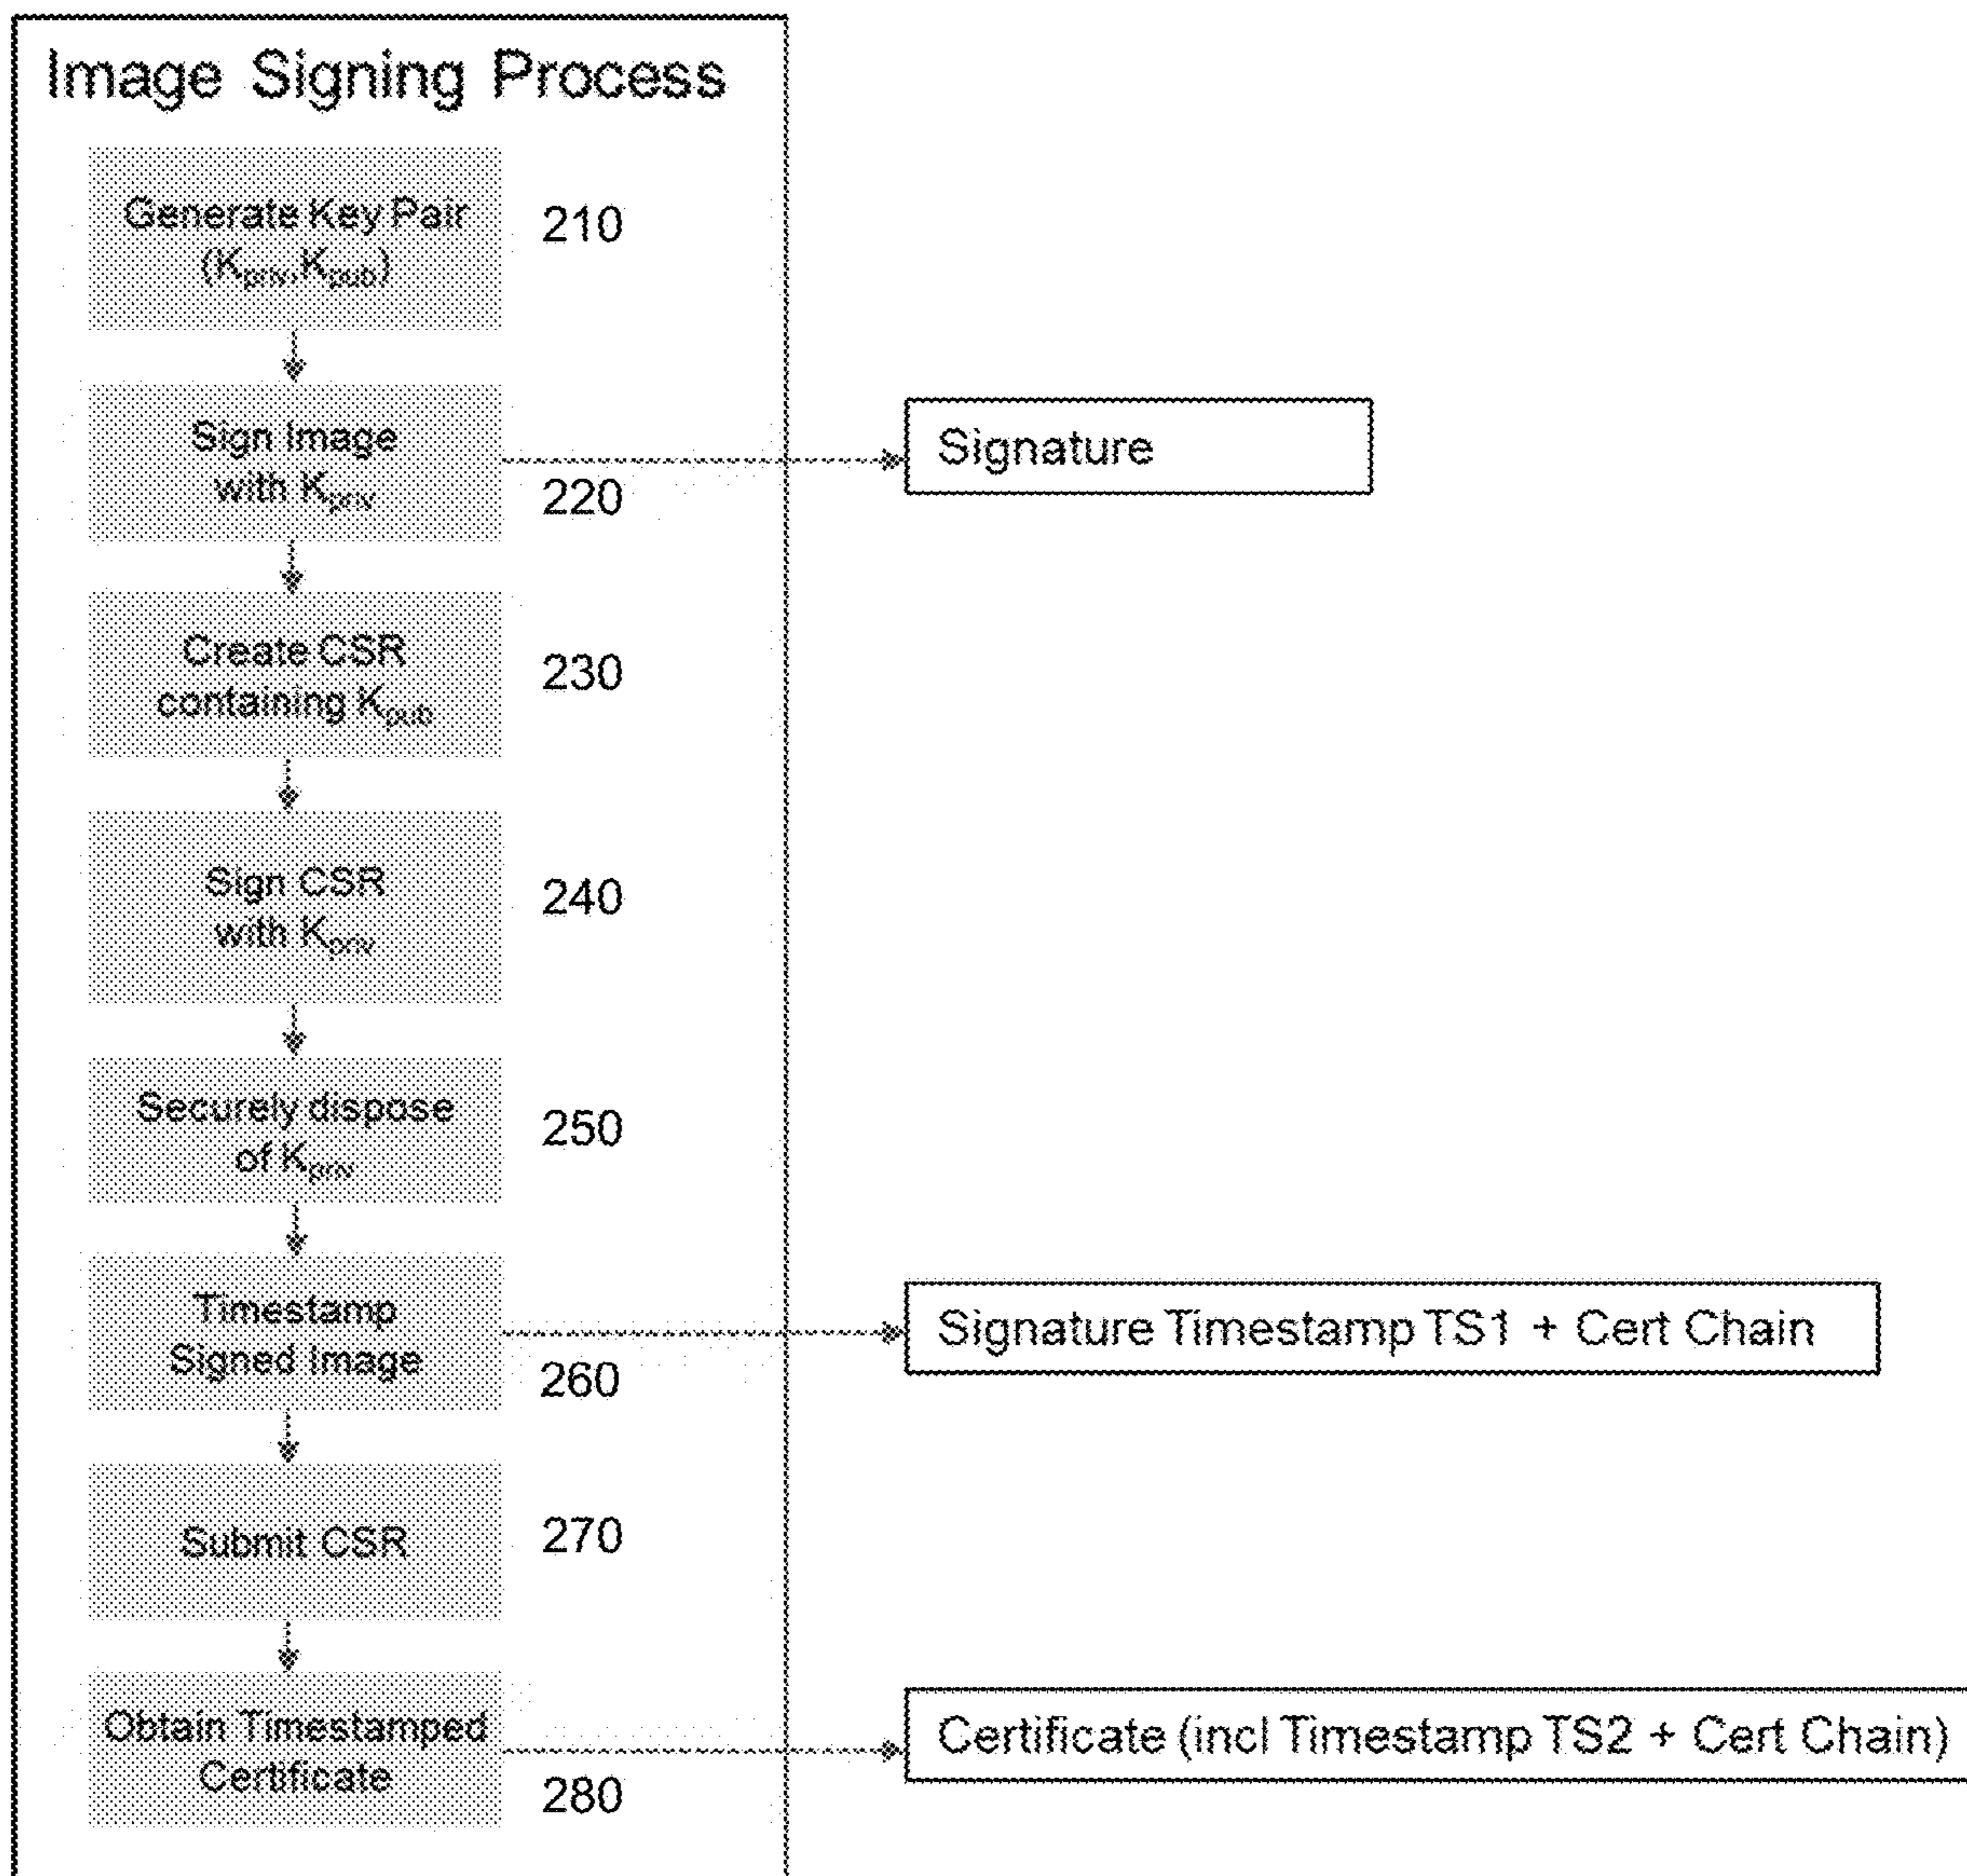 Image Signing Process
Generate Key Pair
(Kpriv,Kpub)
210
Sign Image
with Kpriv
220
Signature
Create CSR
containing Kpub
230
Sign CSR
with Kpriv
240
Securely dispose
of Kpriv
250
Timestamp
Signed Image
260
Signature Timestamp TS1 + Cert Chain
Submit CSR
270
Obtain Timestamped
Certificate
280
Certificate (incl Timestamp TS2 + Cert Chain)